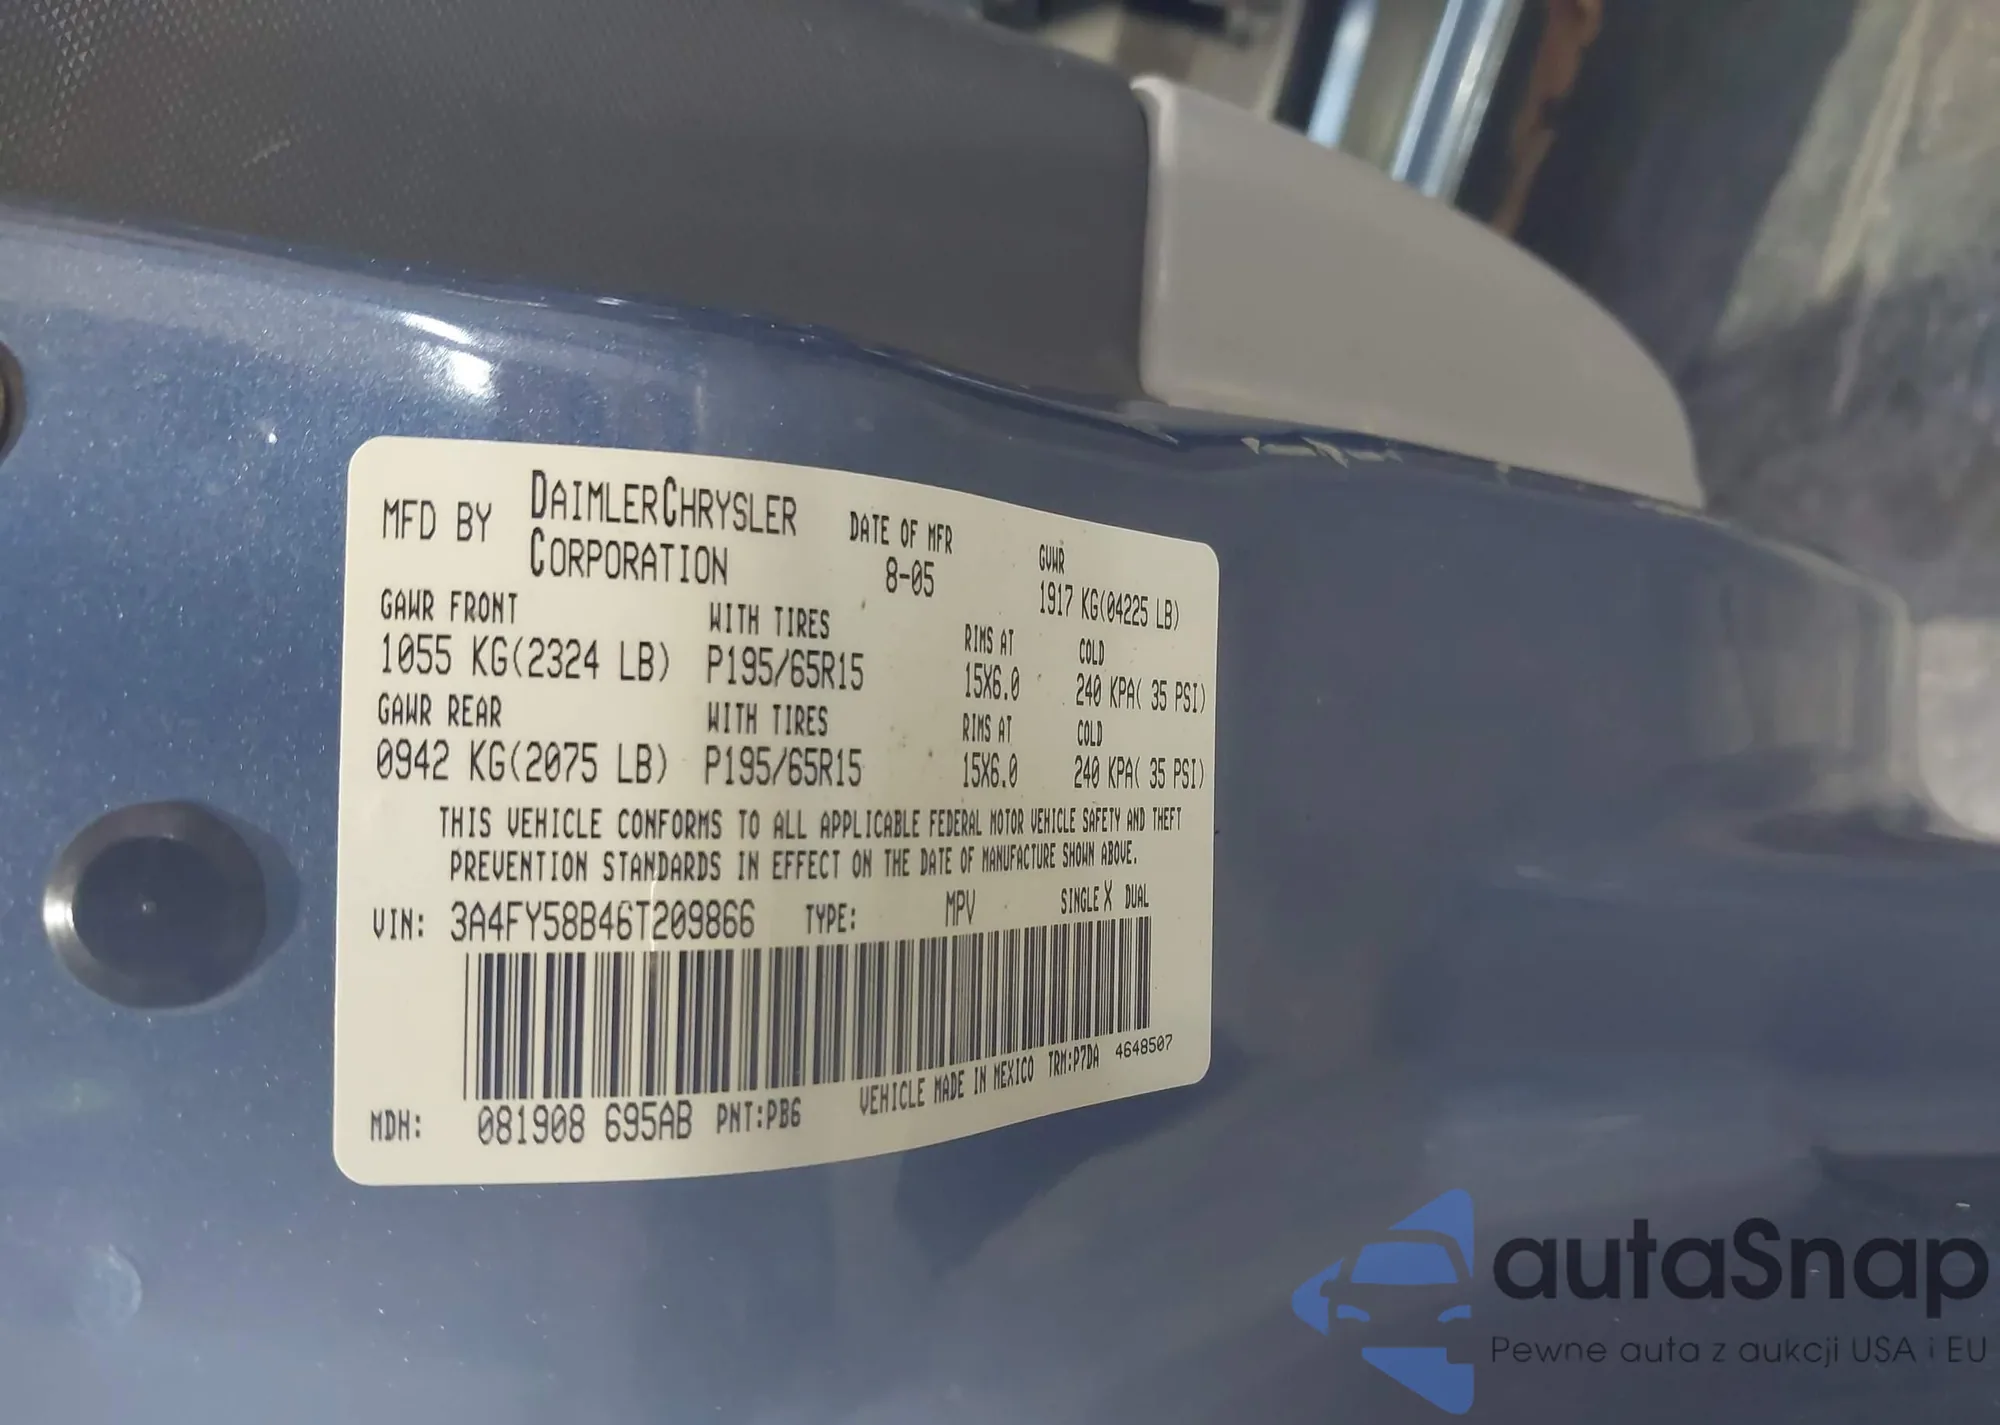 MFD BY DAIMLERCHRYSLER CORPORATION
DATE OF MFR 8-05
GVWR 1917 KG(04225 LB)
GAWR FRONT WITH TIRES RIMS AT COLD
1055 KG(2324 LB) P195/65R15 15X6.0 240 KPA( 35 PSI)
GAWR REAR WITH TIRES RIMS AT COLD
0942 KG(2075 LB) P195/65R15 15X6.0 240 KPA( 35 PSI)
THIS VEHICLE CONFORMS TO ALL APPLICABLE FEDERAL MOTOR VEHICLE SAFETY AND THEFT
PREVENTION STANDARDS IN EFFECT ON THE DATE OF MANUFACTURE SHOWN ABOVE.
VIN: 3A4FY58B46T209866 TYPE: MPV SINGLE X DUAL
MDH: 081908 695AB PNT:PB6 VEHICLE MADE IN MEXICO TRM:P7DA 4648507
autaSnap
Pewne auta z aukcji USA i EU